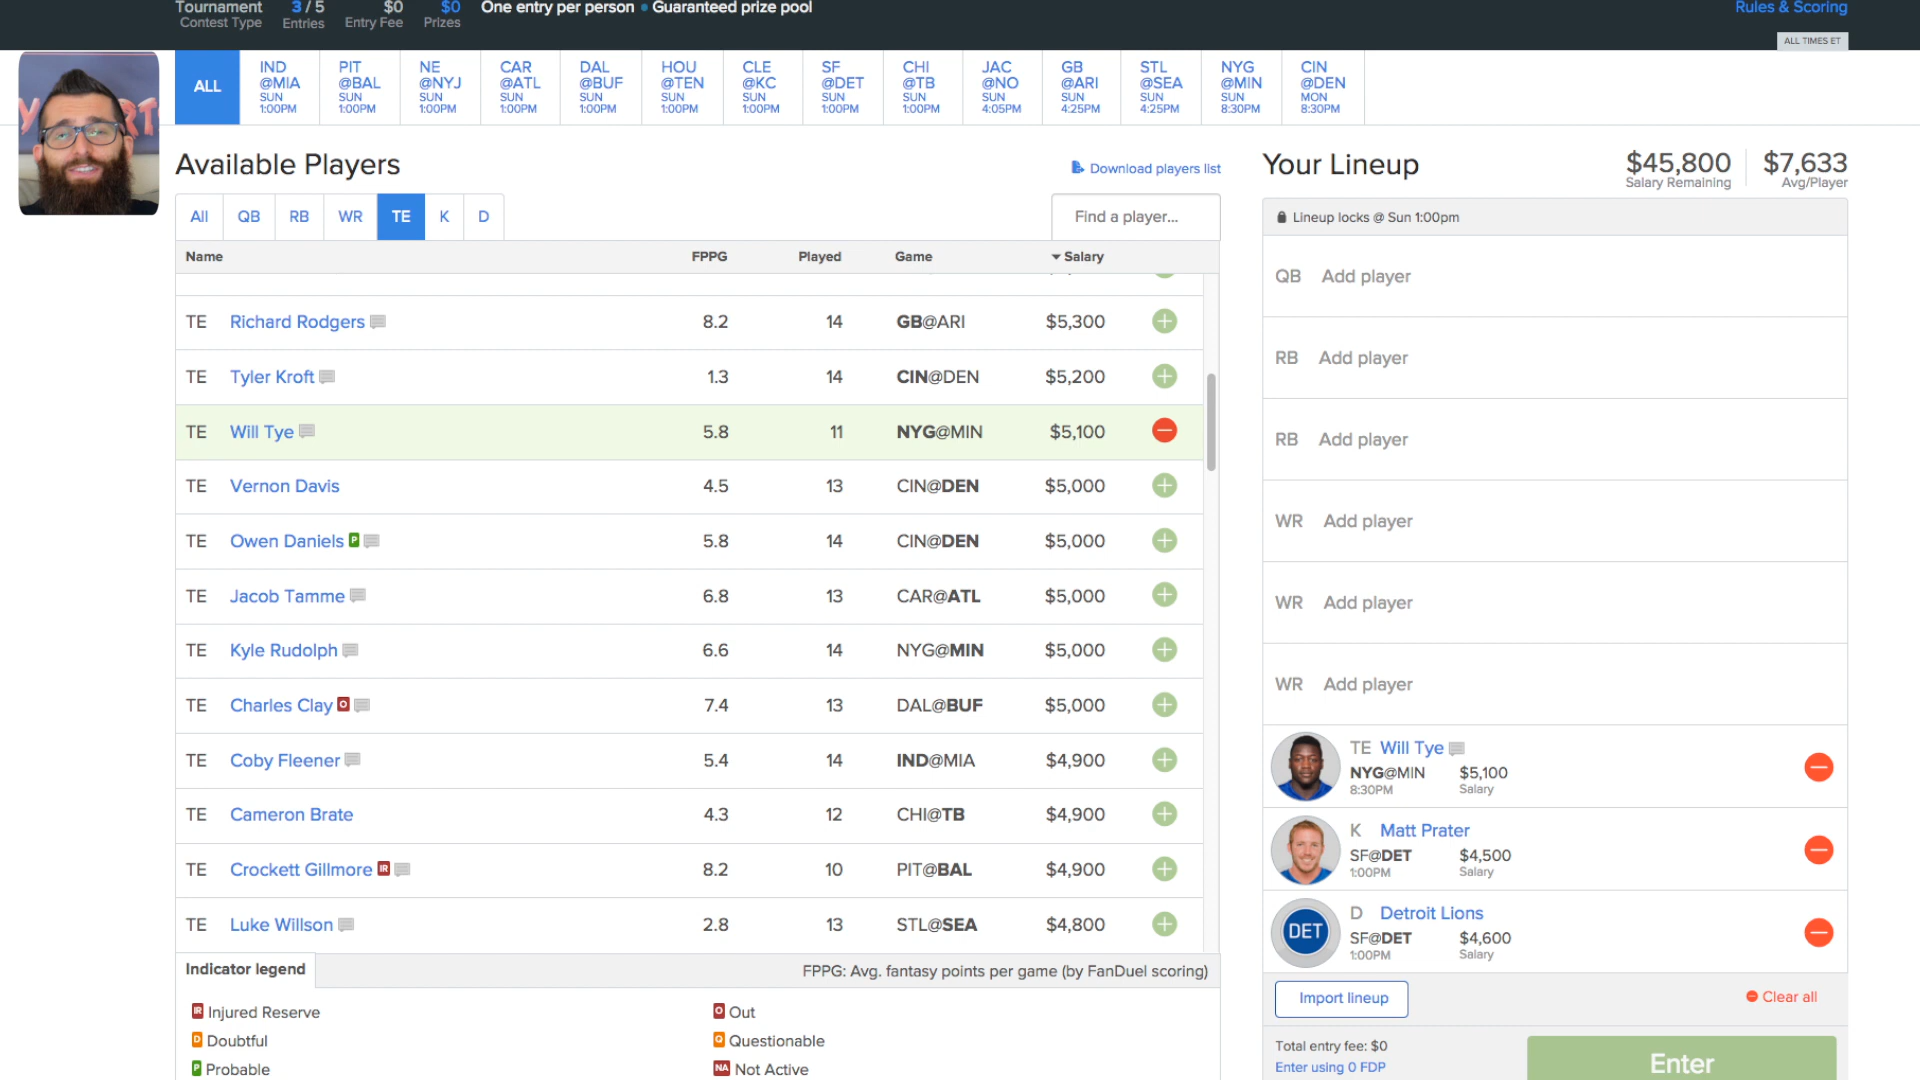 Tournament
Contest Type
3 / 5
Entries
$0
Entry Fee
$0
Prizes
One entry per person • Guaranteed prize pool
Rules & Scoring
ALL TIMES ET
ALL
IND
@MIA
SUN
1:00PM
PIT
@BAL
SUN
1:00PM
NE
@NYJ
SUN
1:00PM
CAR
@ATL
SUN
1:00PM
DAL
@BUF
SUN
1:00PM
HOU
@TEN
SUN
1:00PM
CLE
@KC
SUN
1:00PM
SF
@DET
SUN
1:00PM
CHI
@TB
SUN
1:00PM
JAC
@NO
SUN
4:05PM
GB
@ARI
SUN
4:25PM
STL
@SEA
SUN
4:25PM
NYG
@MIN
SUN
8:30PM
CIN
@DEN
MON
8:30PM
Available Players
Download players list
All QB RB WR TE K D
Find a player...
Name FPPG Played Game Salary
TE Richard Rodgers 8.2 14 GB@ARI $5,300
TE Tyler Kroft 1.3 14 CIN@DEN $5,200
TE Will Tye 5.8 11 NYG@MIN $5,100
TE Vernon Davis 4.5 13 CIN@DEN $5,000
TE Owen Daniels P 5.8 14 CIN@DEN $5,000
TE Jacob Tamme 6.8 13 CAR@ATL $5,000
TE Kyle Rudolph 6.6 14 NYG@MIN $5,000
TE Charles Clay O 7.4 13 DAL@BUF $5,000
TE Coby Fleener 5.4 14 IND@MIA $4,900
TE Cameron Brate 4.3 12 CHI@TB $4,900
TE Crockett Gillmore IR 8.2 10 PIT@BAL $4,900
TE Luke Willson 2.8 13 STL@SEA $4,800
Indicator legend
FPPG: Avg. fantasy points per game (by FanDuel scoring)
IR Injured Reserve
O Out
D Doubtful
Q Questionable
P Probable
NA Not Active
Your Lineup
$45,800
Salary Remaining
$7,633
Avg/Player
Lineup locks @ Sun 1:00pm
QB Add player
RB Add player
RB Add player
WR Add player
WR Add player
WR Add player
TE Will Tye
NYG@MIN $5,100
8:30PM Salary
K Matt Prater
SF@DET $4,500
1:00PM Salary
DET
D Detroit Lions
SF@DET $4,600
1:00PM Salary
Import lineup
Clear all
Total entry fee: $0
Enter using 0 FDP
Enter